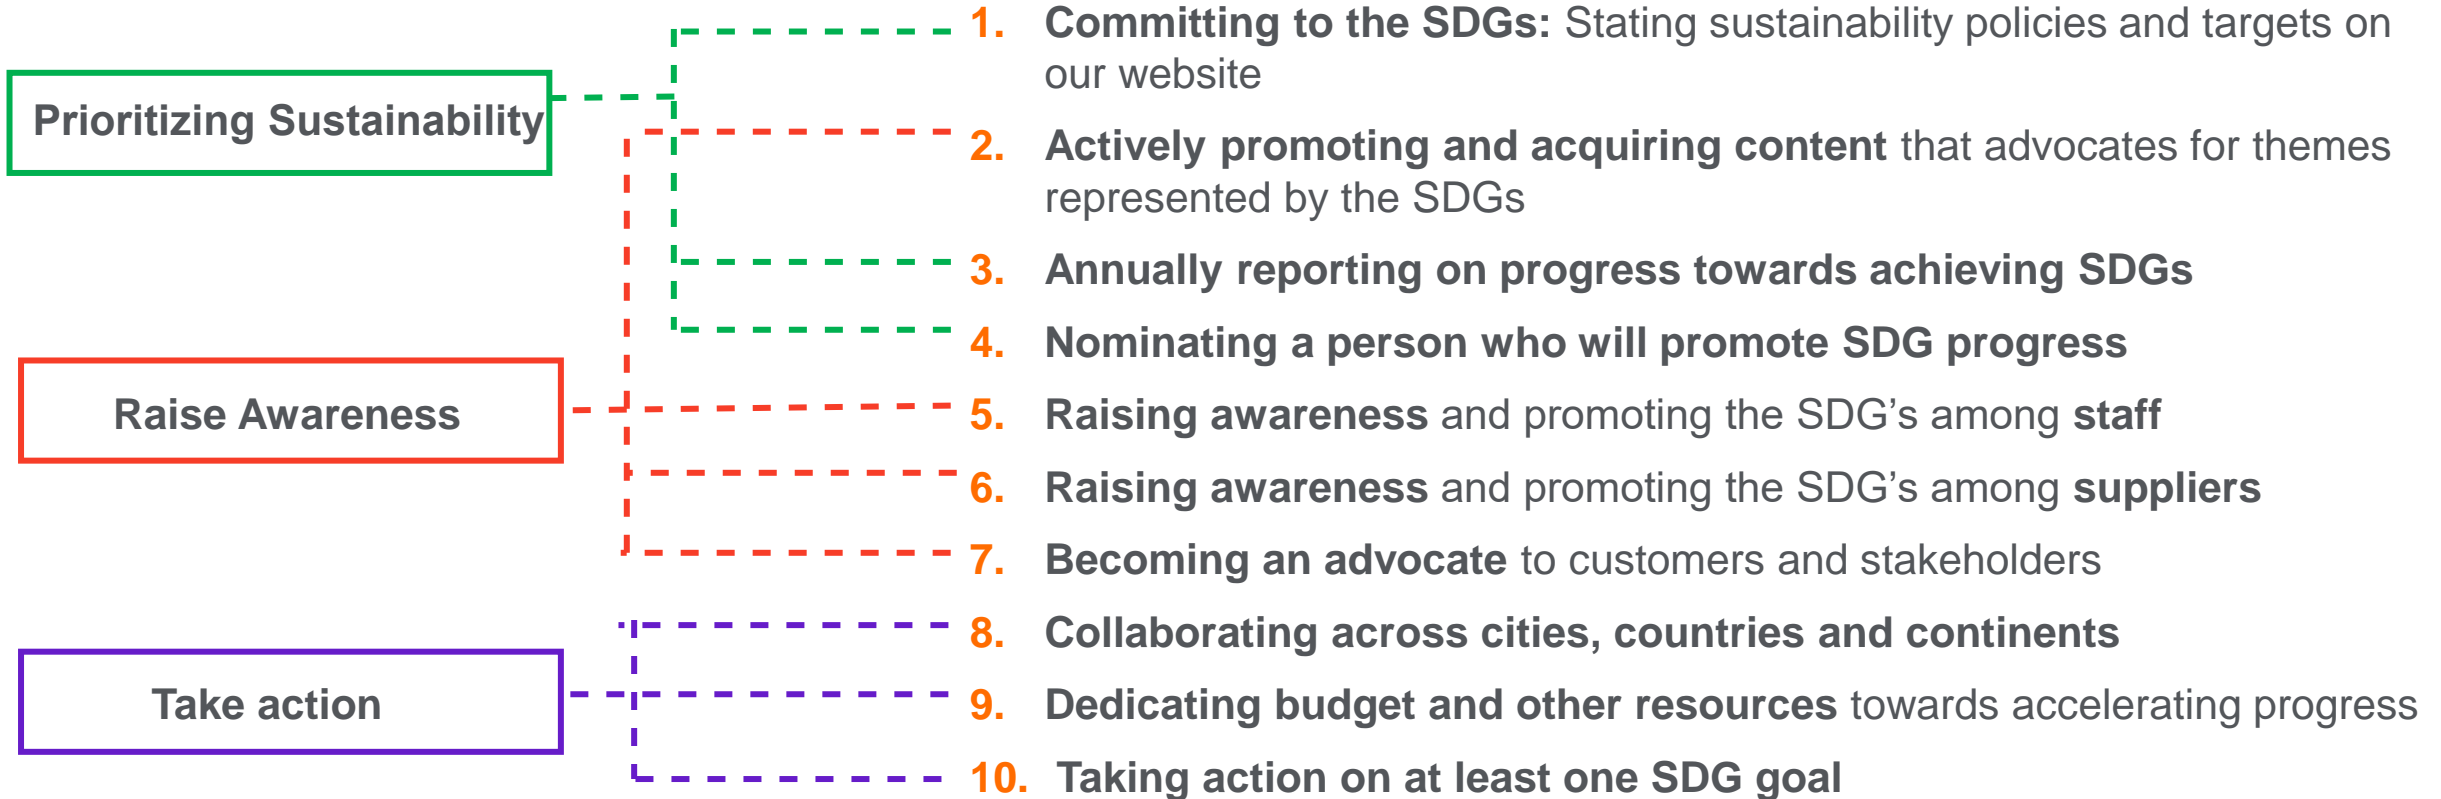 Prioritizing Sustainability
Raise Awareness
Take action
1. Committing to the SDGs: Stating sustainability policies and targets on
our website
2. Actively promoting and acquiring content that advocates for themes
represented by the SDGs
3. Annually reporting on progress towards achieving SDGs
4. Nominating a person who will promote SDG progress
5. Raising awareness and promoting the SDG’s among staff
6. Raising awareness and promoting the SDG’s among suppliers
7. Becoming an advocate to customers and stakeholders
8. Collaborating across cities, countries and continents
9. Dedicating budget and other resources towards accelerating progress
10. Taking action on at least one SDG goal